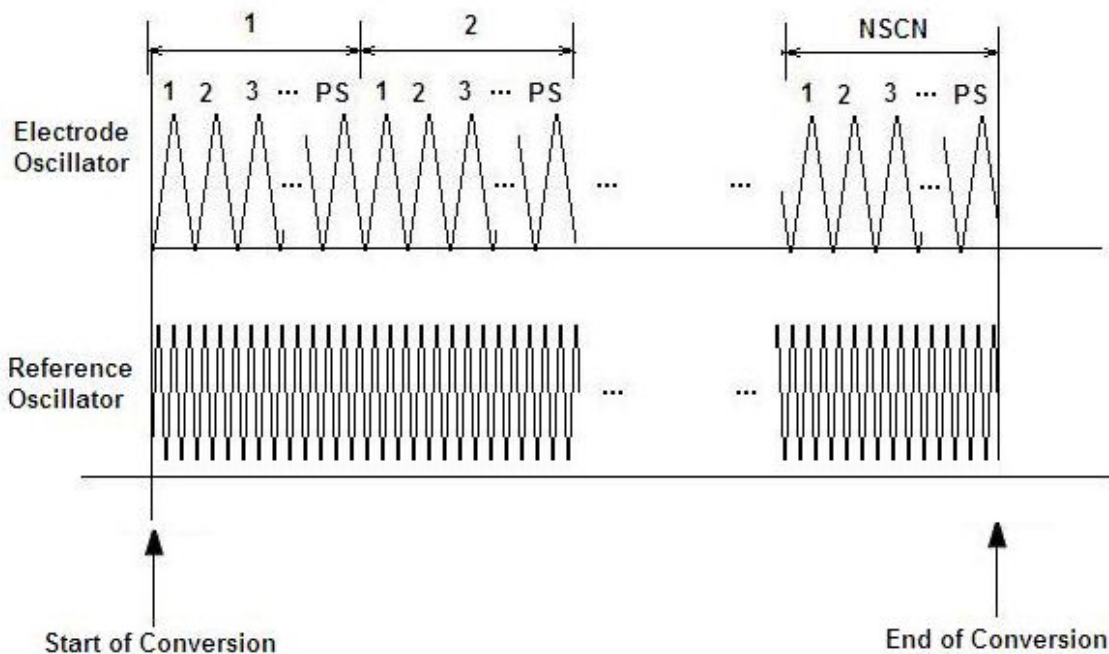 1 2 NSCN
1 2 3 ... PS 1 2 3 ... PS 1 2 3 ... PS
Electrode
Oscillator
... ... ... ... ...
Reference
Oscillator
... ...
Start of Conversion
End of Conversion